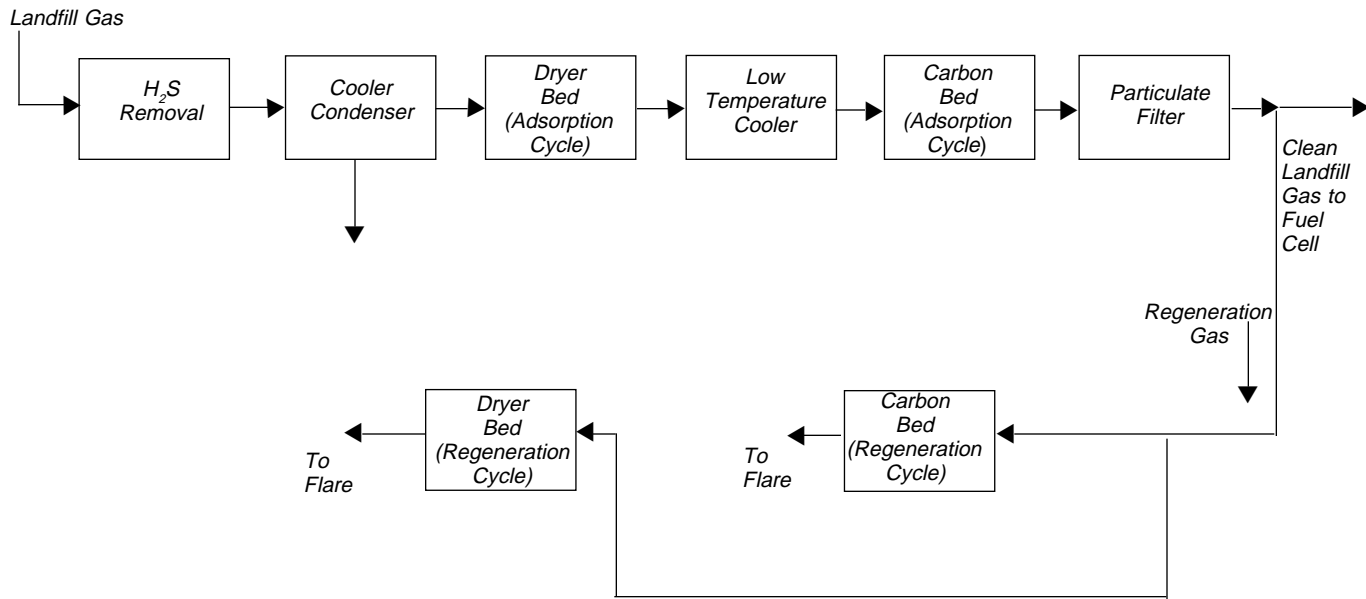 Landfill Gas
H₂S
Removal
Cooler
Condenser
Dryer
Bed
(Adsorption
Cycle)
Low
Temperature
Cooler
Carbon
Bed
(Adsorption
Cycle)
Particulate
Filter
Clean
Landfill
Gas to
Fuel
Cell
Regeneration
Gas
Dryer
Bed
(Regeneration
Cycle)
To
Flare
Carbon
Bed
(Regeneration
Cycle)
To
Flare